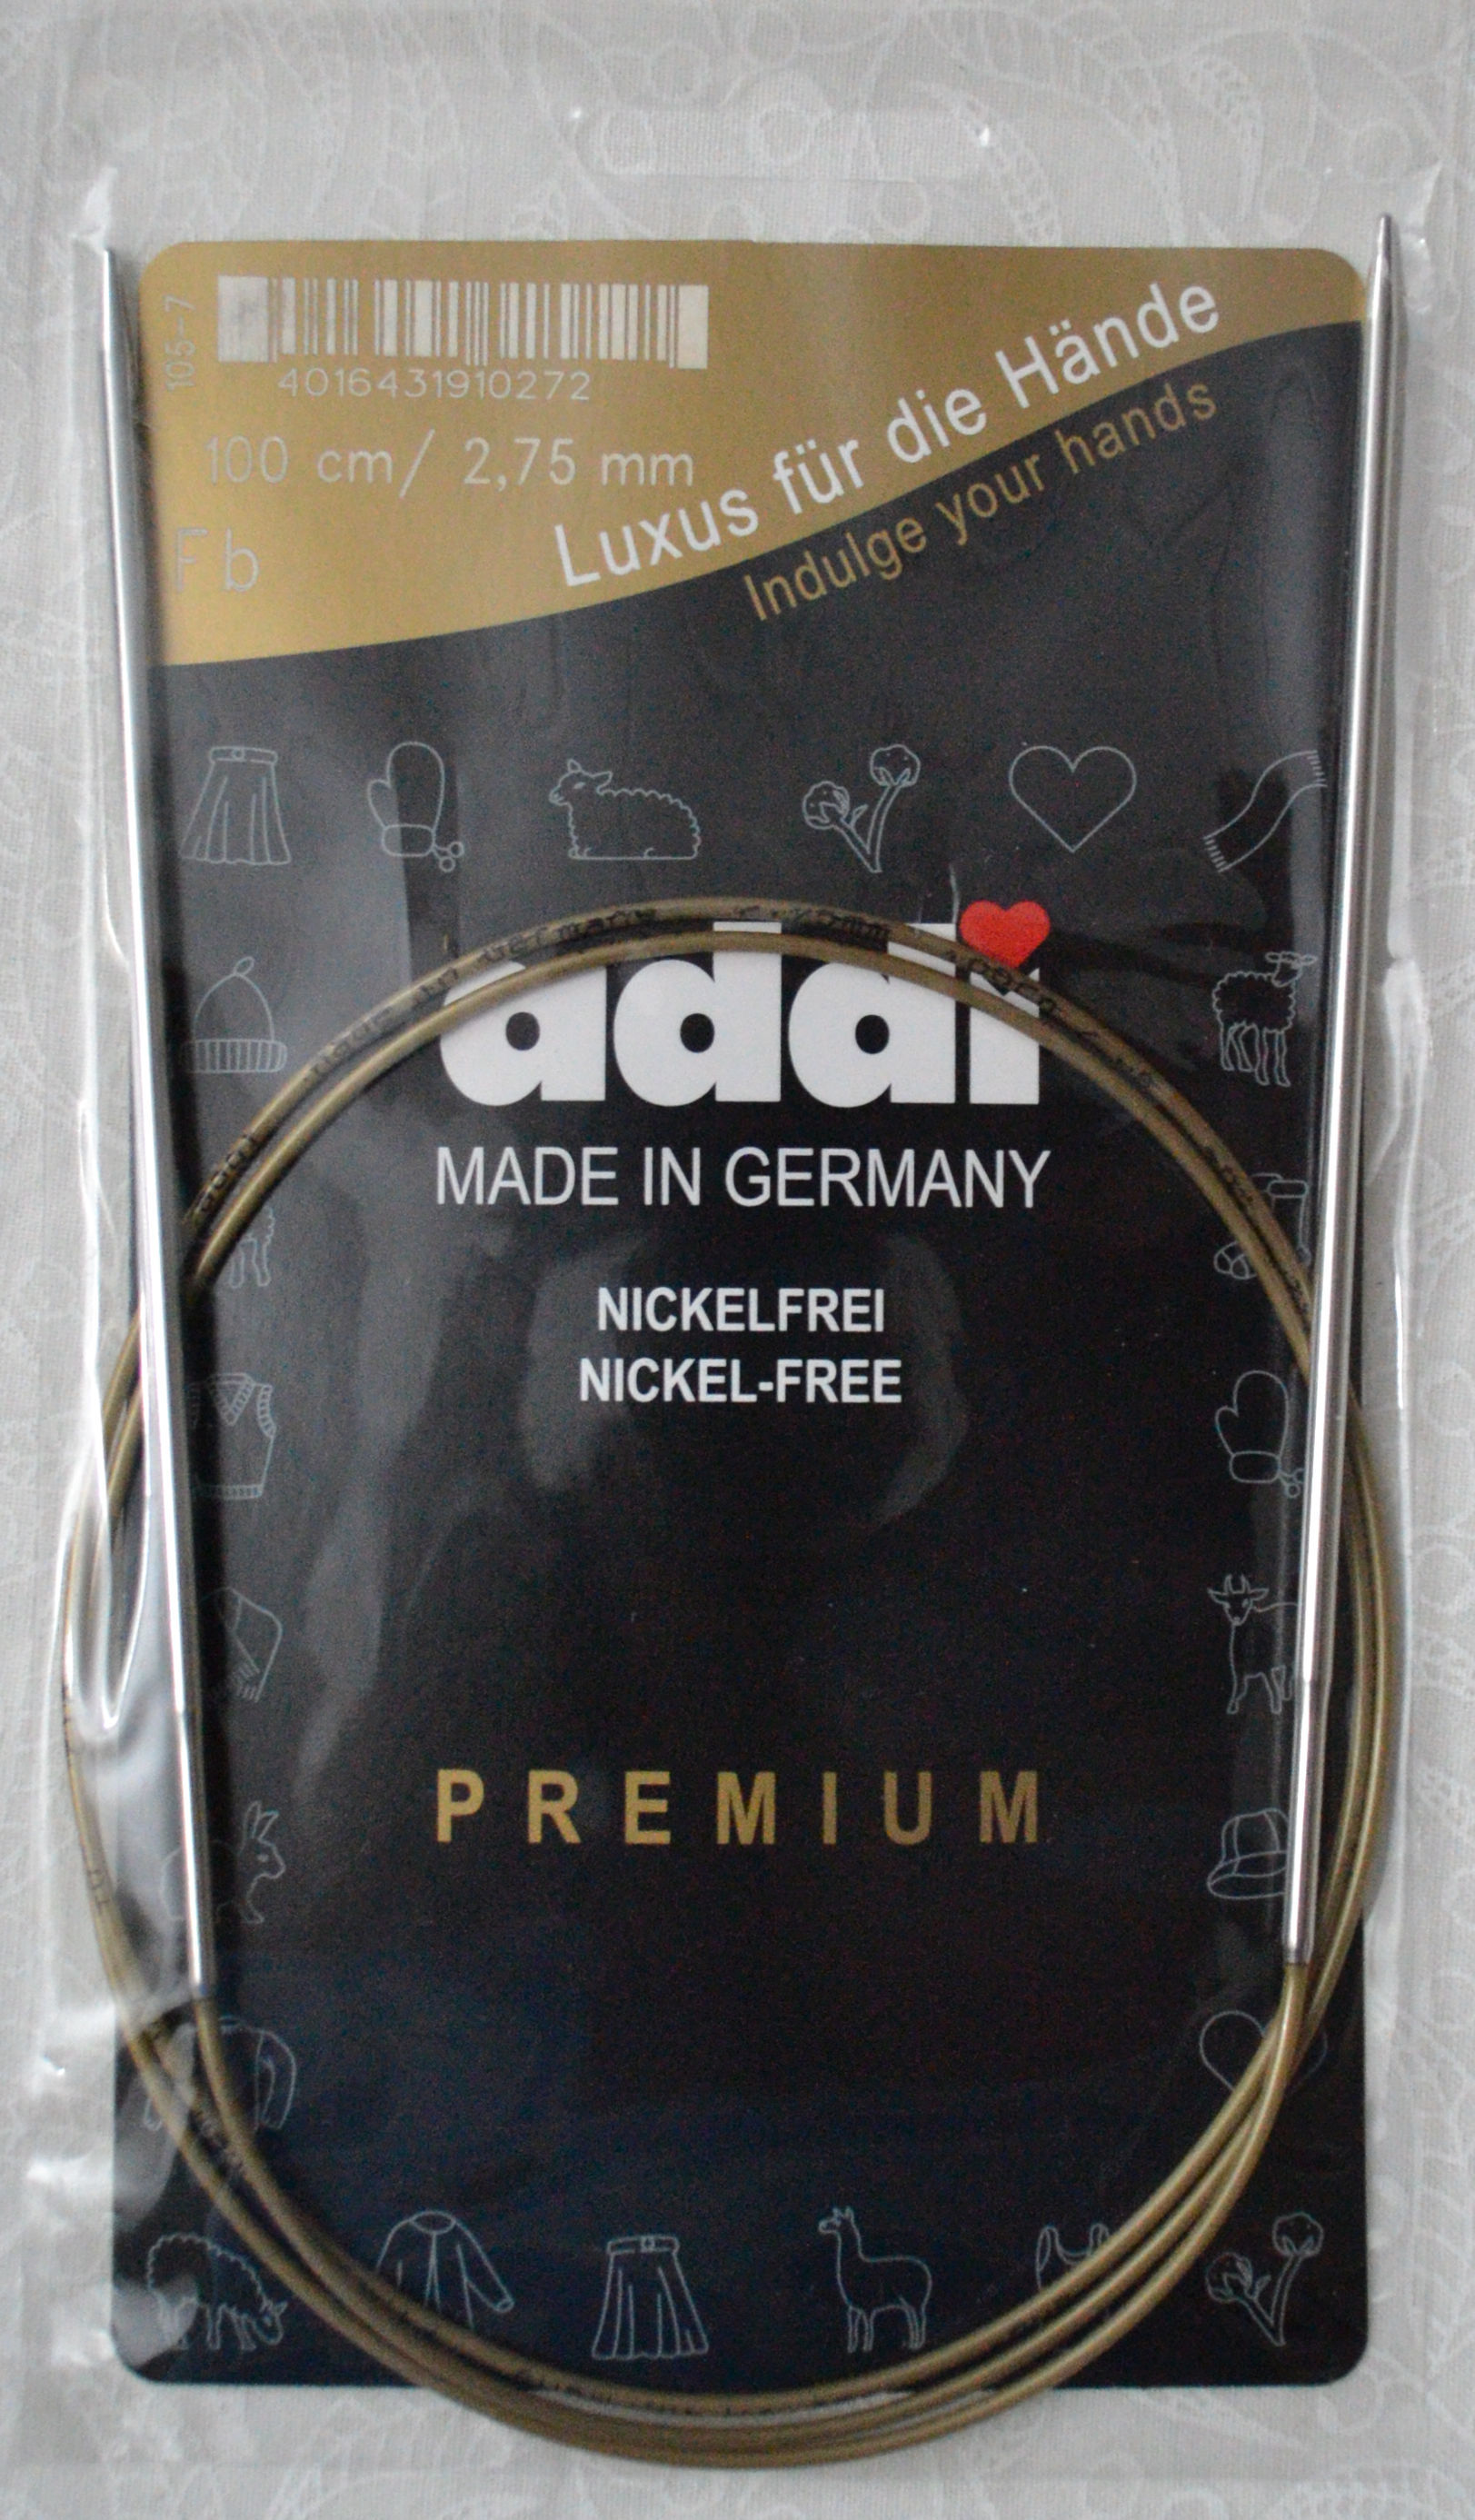 105-7
4016431910272
100 cm/ 2,75 mm
Fb
Luxus für die Hände
Indulge your hands
addi
MADE IN GERMANY
NICKELFREI
NICKEL-FREE
PREMIUM